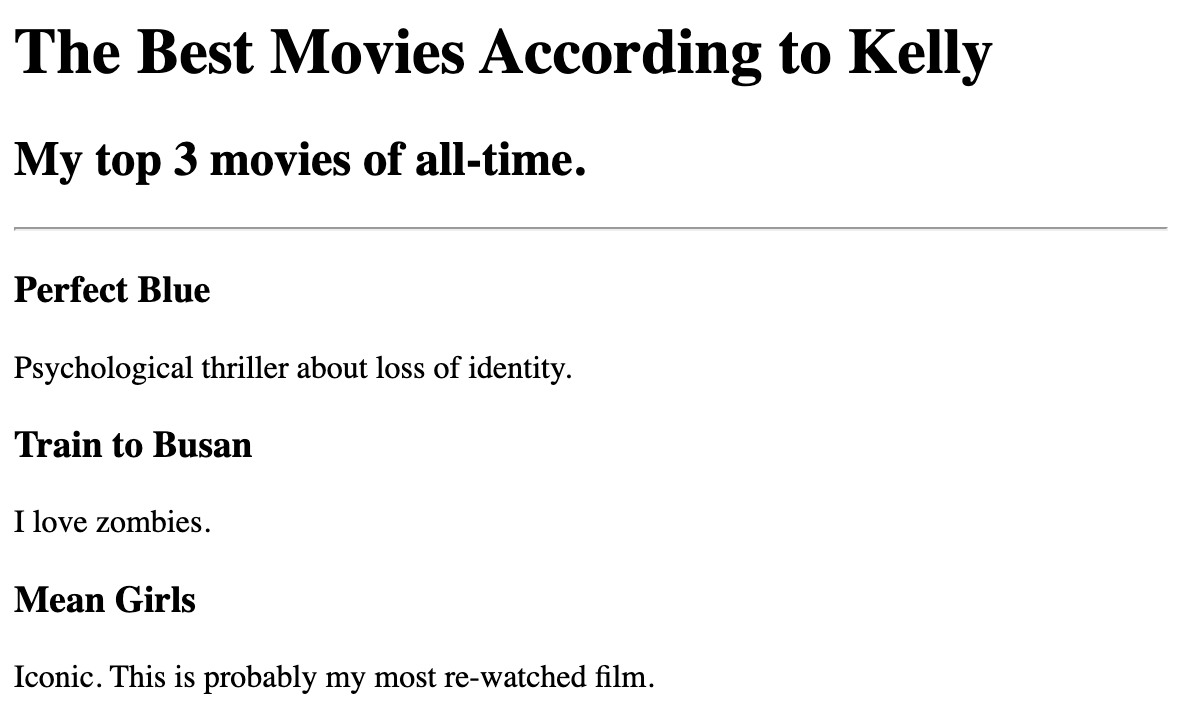 The Best Movies According to Kelly
My top 3 movies of all-time.
Perfect Blue
Psychological thriller about loss of identity.
Train to Busan
I love zombies.
Mean Girls
Iconic. This is probably my most re-watched film.